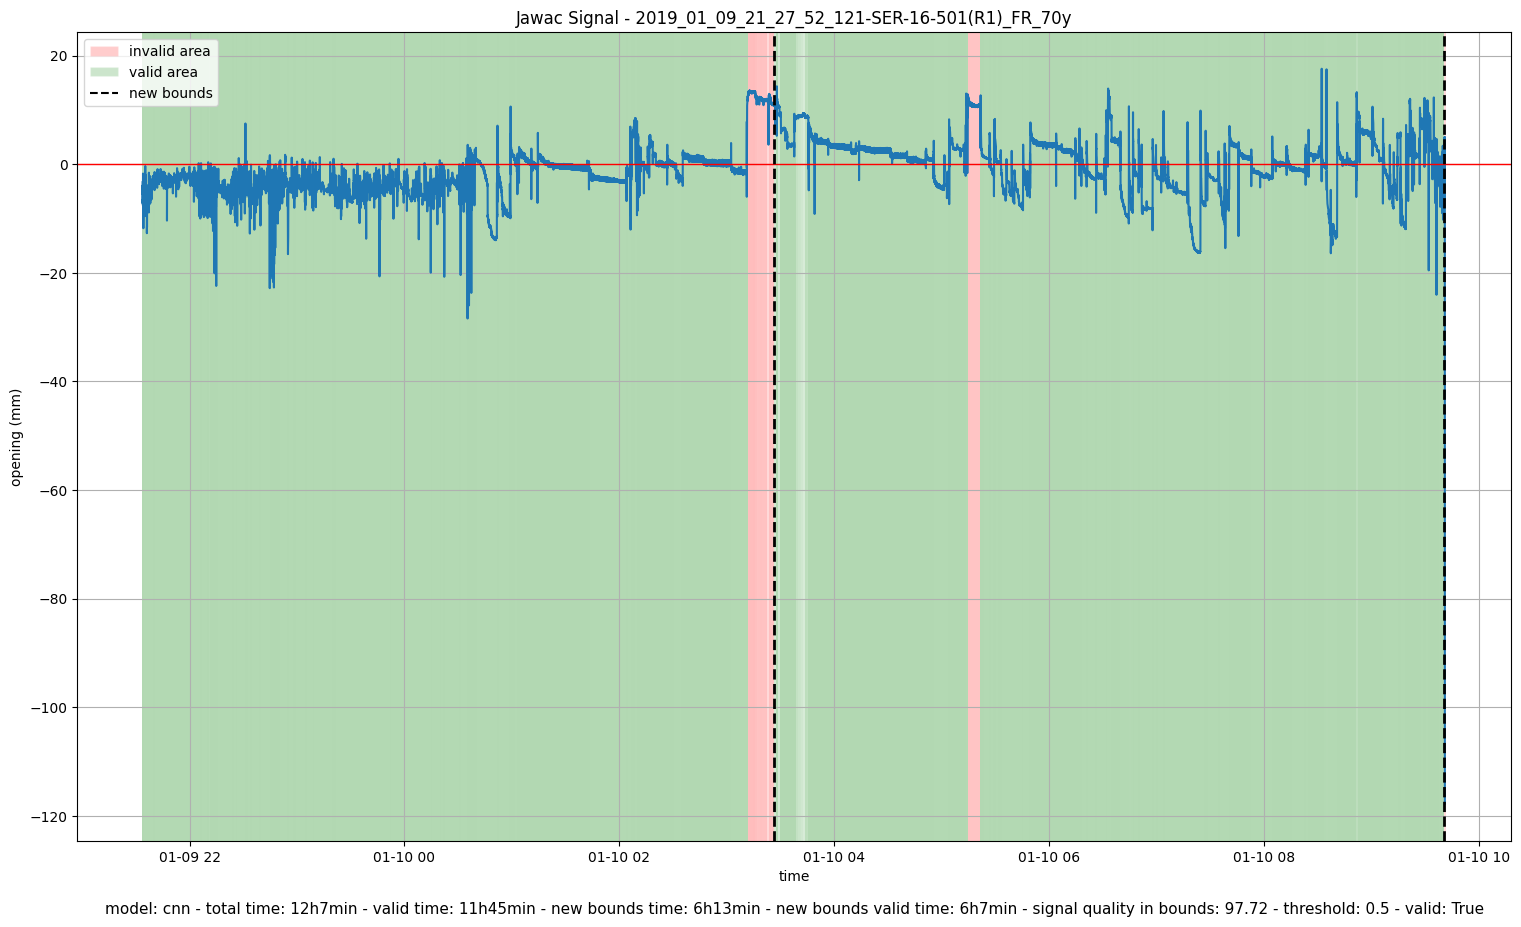 Jawac Signal - 2019_01_09_21_27_52_121-SER-16-501(R1)_FR_70y
invalid area
valid area
new bounds
opening (mm)
20
0
−20
−40
−60
−80
−100
−120
01-09 22
01-10 00
01-10 02
01-10 04
01-10 06
01-10 08
01-10 10
time
model: cnn - total time: 12h7min - valid time: 11h45min - new bounds time: 6h13min - new bounds valid time: 6h7min - signal quality in bounds: 97.72 - threshold: 0.5 - valid: True